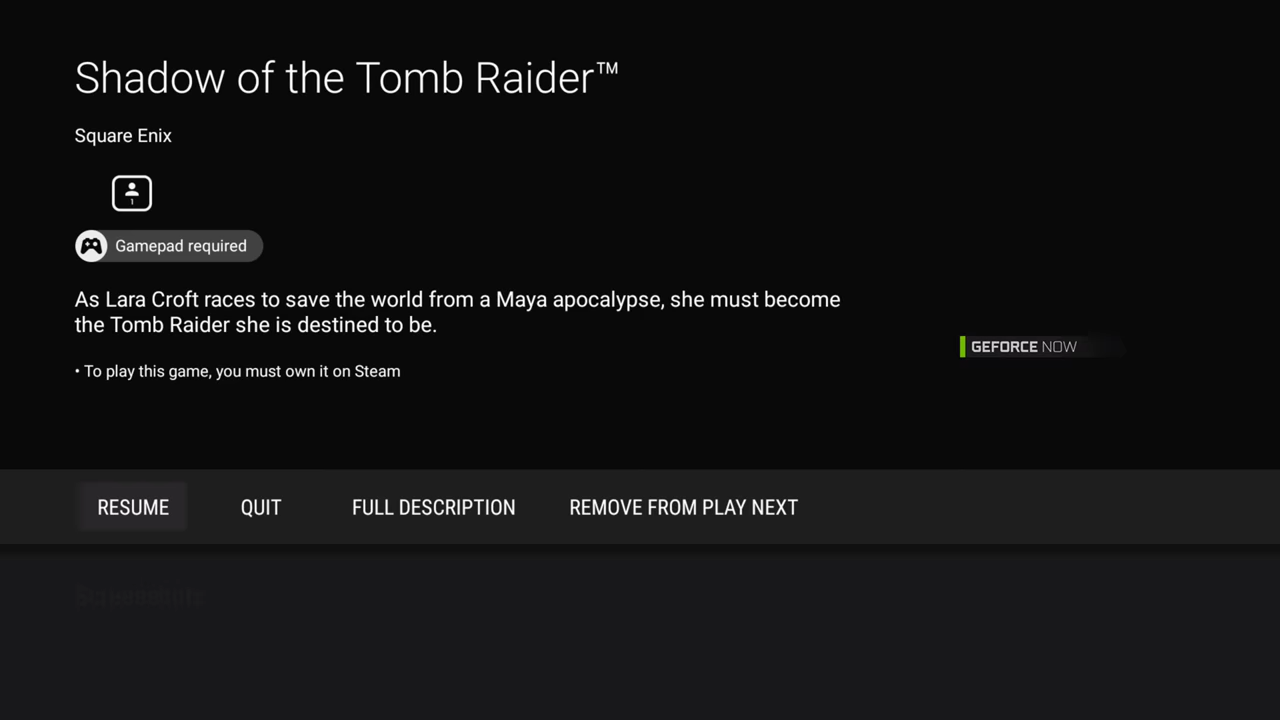 Shadow of the Tomb Raider™
Square Enix
1
Gamepad required
As Lara Croft races to save the world from a Maya apocalypse, she must become
the Tomb Raider she is destined to be.
• To play this game, you must own it on Steam
GEFORCE NOW
RESUME QUIT FULL DESCRIPTION REMOVE FROM PLAY NEXT